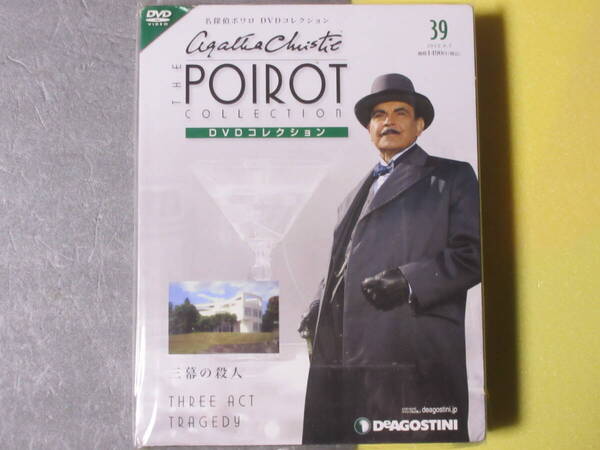 DVD
VIDEO
名探偵ポワロ DVDコレクション
39
Agatha Christie
THE
POIROT
COLLECTION
DVDコレクション
三幕の殺人
THREE ACT
TRAGEDY
deagostini.jp
DeAGOSTINI